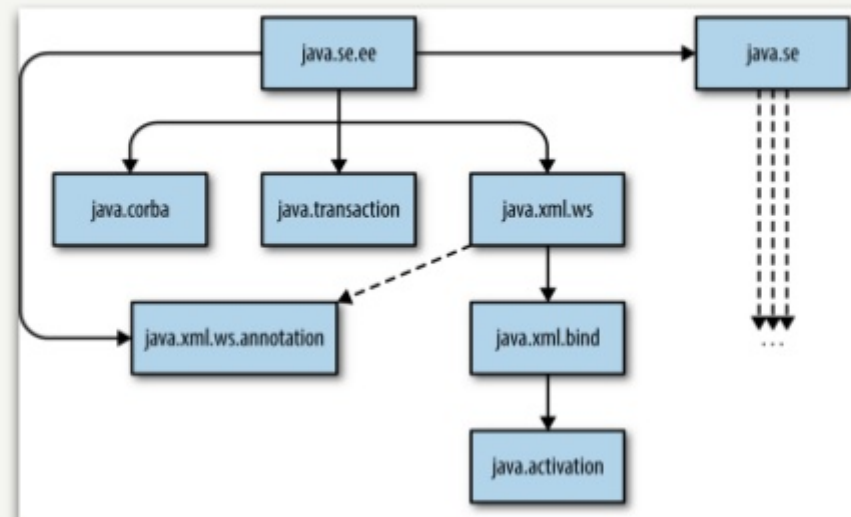 java.se.ee
java.se
java.corba
java.transaction
java.xml.ws
java.xml.ws.annotation
java.xml.bind
...
java.activation